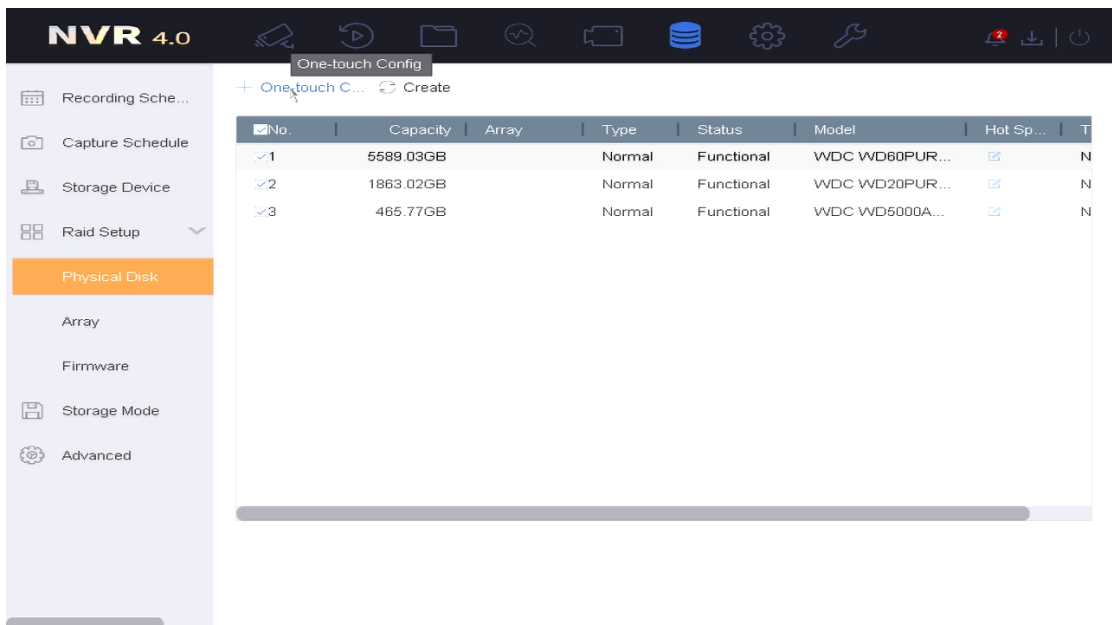 NVR 4.0
2
One-touch Config
One-touch C... Create
Recording Sche...
Capture Schedule
Storage Device
Raid Setup
Physical Disk
Array
Firmware
Storage Mode
Advanced
No. Capacity Array Type Status Model Hot Sp... T
1 5589.03GB Normal Functional WDC WD60PUR... N
2 1863.02GB Normal Functional WDC WD20PUR... N
3 465.77GB Normal Functional WDC WD5000A... N